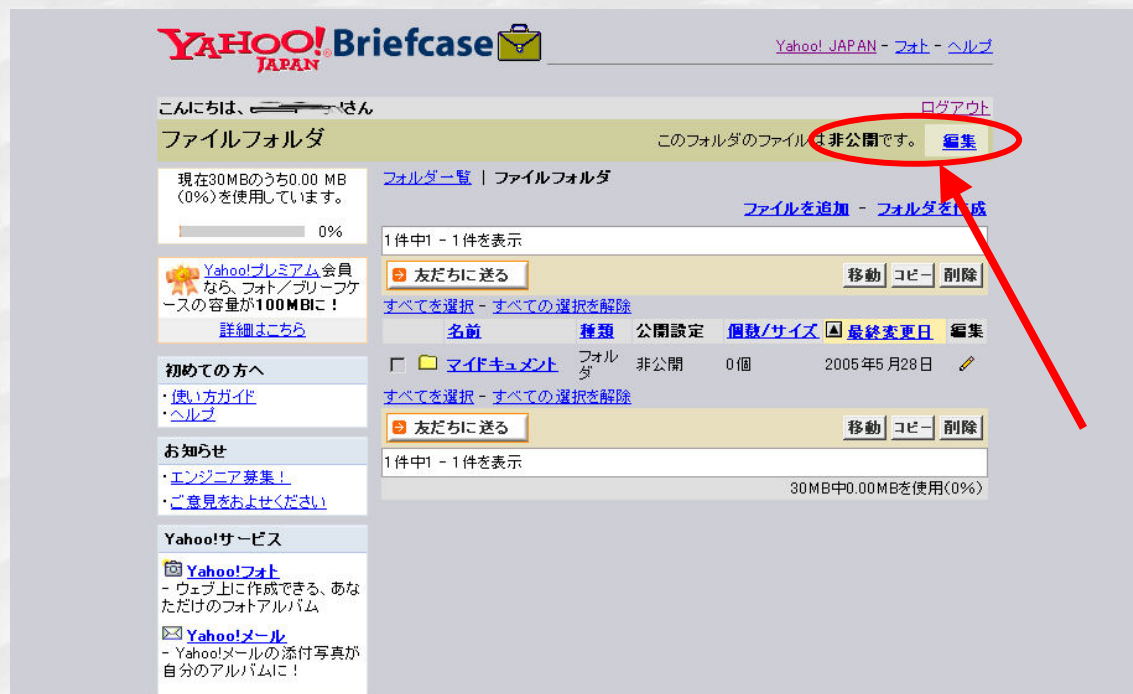 YAHOO! Briefcase
JAPAN
Yahoo! JAPAN - フォト - ヘルプ
こんにちは、さん
ログアウト
ファイルフォルダ
このフォルダのファイルは非公開です。 編集
現在30MBのうち0.00 MB
(0%)を使用しています。
0%
Yahoo!プレミアム会員
なら、フォト/ブリーフケ
ースの容量が100MBに!
詳細はこちら
初めての方へ
・使い方ガイド
・ヘルプ
お知らせ
・エンジニア募集!
・ご意見をおよせください
Yahoo!サービス
Yahoo!フォト
- ウェブ上に作成できる、あな
ただけのフォトアルバム
Yahoo!メール
- Yahoo!メールの添付写真が
自分のアルバムに!
フォルダ一覧 | ファイルフォルダ
ファイルを追加 - フォルダを作成
1件中1 - 1件を表示
友だちに送る 移動 コピー 削除
すべてを選択 - すべての選択を解除
名前 種類 公開設定 個数/サイズ 最終変更日 編集
マイドキュメント フォル
ダ 非公開 0個 2005年5月28日
すべてを選択 - すべての選択を解除
友だちに送る 移動 コピー 削除
1件中1 - 1件を表示
30MB中0.00MBを使用(0%)